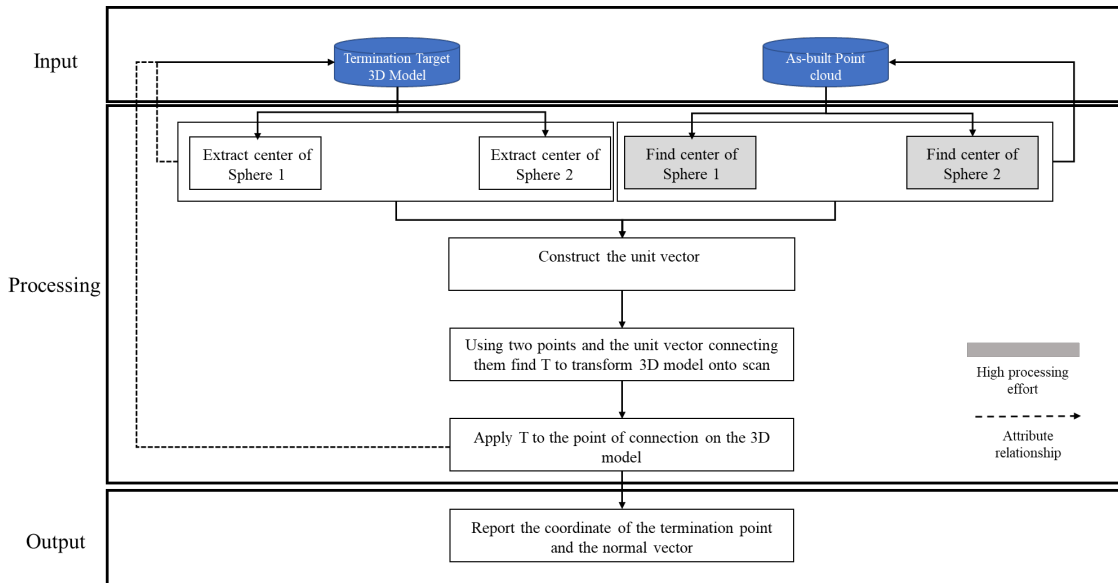 Input
Termination Target
3D Model
As-built Point
cloud
Processing
Extract center of
Sphere 1
Extract center of
Sphere 2
Find center of
Sphere 1
Find center of
Sphere 2
Construct the unit vector
Using two points and the unit vector connecting
them find T to transform 3D model onto scan
High processing
effort
Apply T to the point of connection on the 3D
model
Attribute
relationship
Output
Report the coordinate of the termination point
and the normal vector